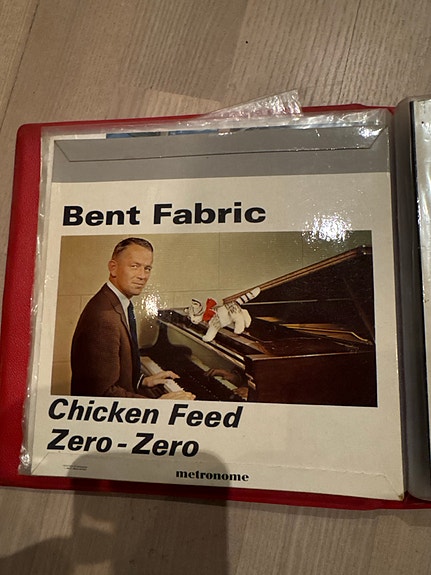 Bent Fabric
Chicken Feed
Zero-Zero
metronome